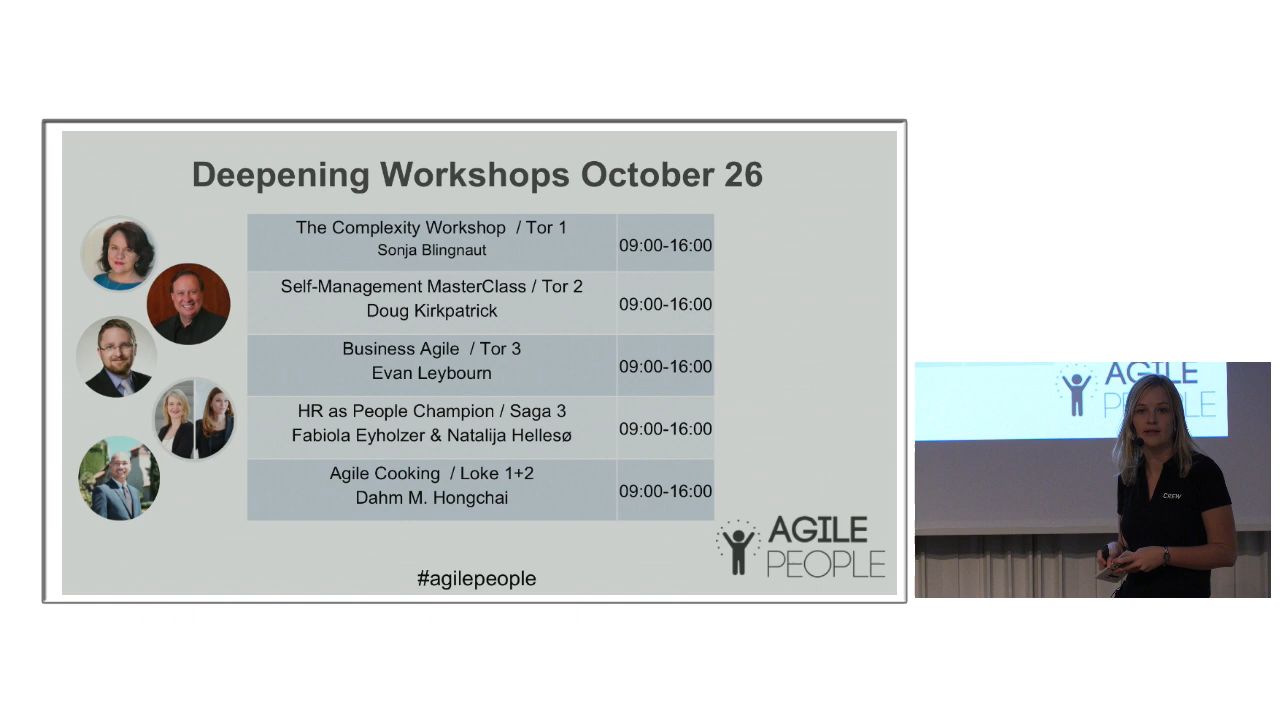 Deepening Workshops October 26
The Complexity Workshop / Tor 1
Sonja Blingnaut
09:00-16:00
Self-Management MasterClass / Tor 2
Doug Kirkpatrick
09:00-16:00
Business Agile / Tor 3
Evan Leybourn
09:00-16:00
HR as People Champion / Saga 3
Fabiola Eyholzer & Natalija Hellesø
09:00-16:00
Agile Cooking / Loke 1+2
Dahm M. Hongchai
09:00-16:00
AGILE
PEOPLE
#agilepeople
AGILE
PEOPLE
CREW